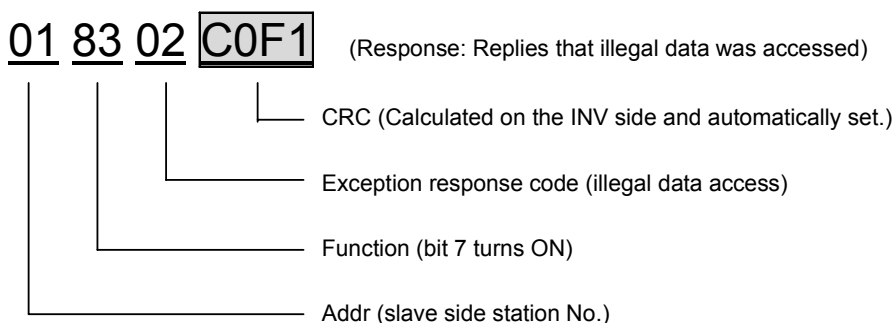 01 83 02 C0F1 (Response: Replies that illegal data was accessed)
CRC (Calculated on the INV side and automatically set.)
Exception response code (illegal data access)
Function (bit 7 turns ON)
Addr (slave side station No.)